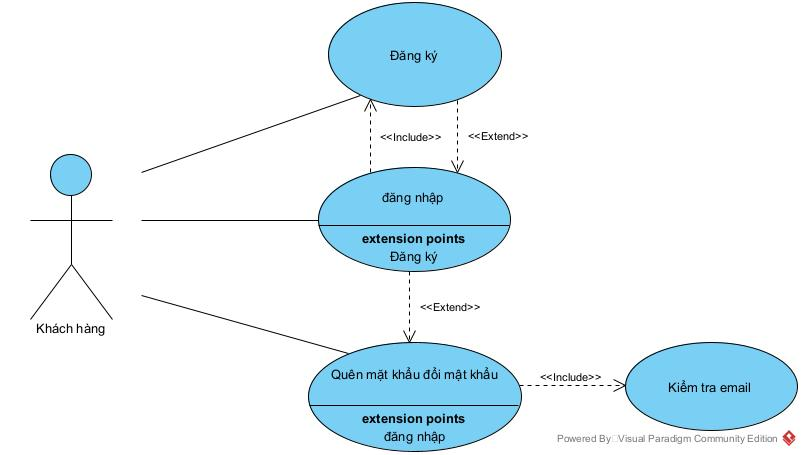 Đăng ký
<<Include>>
<<Extend>>
đăng nhập
extension points
Đăng ký
Khách hàng
<<Extend>>
Quên mặt khẩu đổi mật khẩu
extension points
đăng nhập
<<Include>>
Kiểm tra email
Powered By Visual Paradigm Community Edition